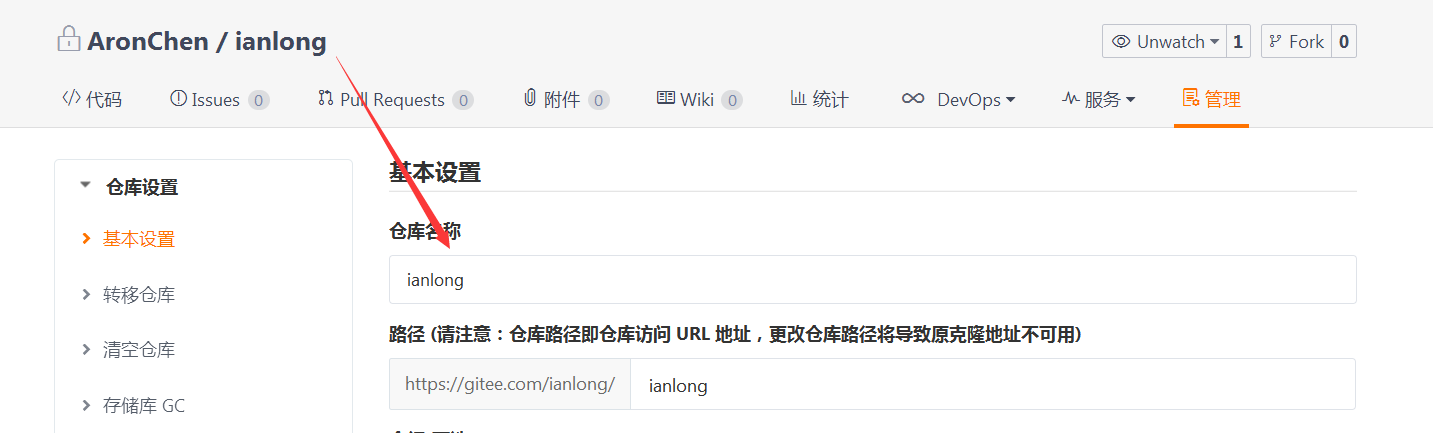 AronChen / ianlong
Unwatch 1 Fork 0
代码 Issues 0 Pull Requests 0 附件 0 Wiki 0 统计 DevOps 服务 管理
仓库设置
基本设置
转移仓库
清空仓库
存储库 GC
基本设置
仓库名称
ianlong
路径 (请注意：仓库路径即仓库访问 URL 地址，更改仓库路径将导致原克隆地址不可用)
https://gitee.com/ianlong/ ianlong